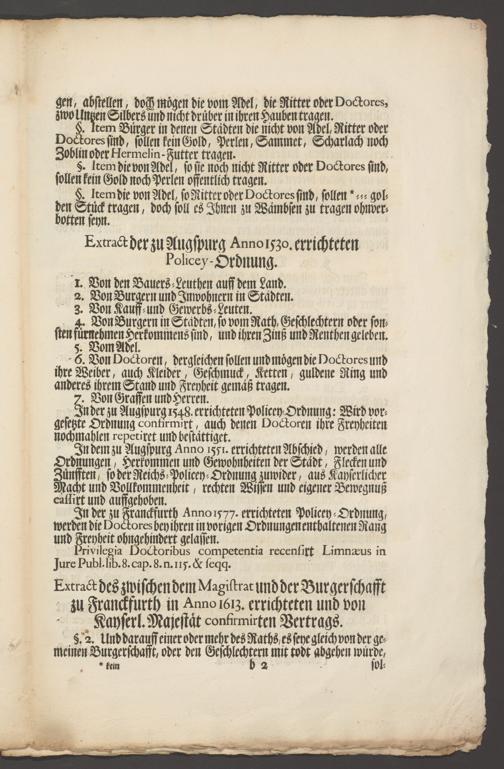 gen, abstellen, doch mögen die vom Adel, die Ritter oder Doctores,
zwo Untzen Silbers und nicht drüber in ihren Hauben tragen.
§. Item Bürger in denen Städten die nicht von Adel, Ritter oder
Doctores sind, sollen kein Gold, Perlen, Sammet, Scharlach noch
Zoblin oder Hermelin-Futter tragen.
§. Item die von Adel, so sie noch nicht Ritter oder Doctores sind,
sollen kein Gold noch Perlen offentlich tragen.
§. Item die von Adel, so Ritter oder Doctores sind, sollen * --- gol-
den Stück tragen, doch soll es Ihnen zu Wämbsen zu tragen ohnver-
botten seyn.
Extract der zu Augspurg Anno 1530. errichteten
Policey-Ordnung.
1. Von den Bauers-Leuthen auff dem Land.
2. Von Burgern und Inwohnern in Städten.
3. Von Kauff- und Gewerbs-Leuten.
4. Von Burgern in Städten, so vom Rath, Geschlechtern oder son-
sten fürnehmen Herkommens sind, und ihren Zinß und Renthen geleben.
5. Vom Adel.
6. Von Doctoren, dergleichen sollen und mögen die Doctores und
ihre Weiber, auch Kleider, Geschmuck, Ketten, guldene Ring und
anderes ihrem Stand und Freyheit gemäß tragen.
7. Von Graffen und Herren.
In der zu Augspurg 1548. errichteten Policey-Ordnung: Wird vor-
gesetzte Ordnung confirmirt, auch denen Doctoren ihre Freyheiten
nochmahlen repetiret und bestättiget.
In dem zu Augspurg Anno 1551. errichteten Abschied, werden alle
Ordnungen, Herkommen und Gewohnheiten der Städt, Flecken und
Zünfften, so der Reichs-Policey-Ordnung zuwider, aus Kayserlicher
Macht und Vollkommenheit, rechten Wissen und eigener Bewegnuß
cassirt und auffgehoben.
In der zu Franckfurth Anno 1577. errichteten Policey-Ordnung,
werden die Doctores bey ihren in vorigen Ordnungen enthaltenen Rang
und Freyheit ohngehindert gelassen.
Privilegia Doctoribus competentia recensirt Limnæus in
Jure Publ. lib. 8. cap. 8. n. 115. & seqq.
Extract des zwischen dem Magistrat und der Burgerschafft
zu Franckfurth in Anno 1613. errichteten und von
Kayserl. Majestät confirmirten Vertrags.
§. 2. Und darauff einer oder mehr des Raths, es seye gleich von der ge-
meinen Burgerschafft, oder den Geschlechtern mit todt abgehen würde,
* kein b 2 sol-